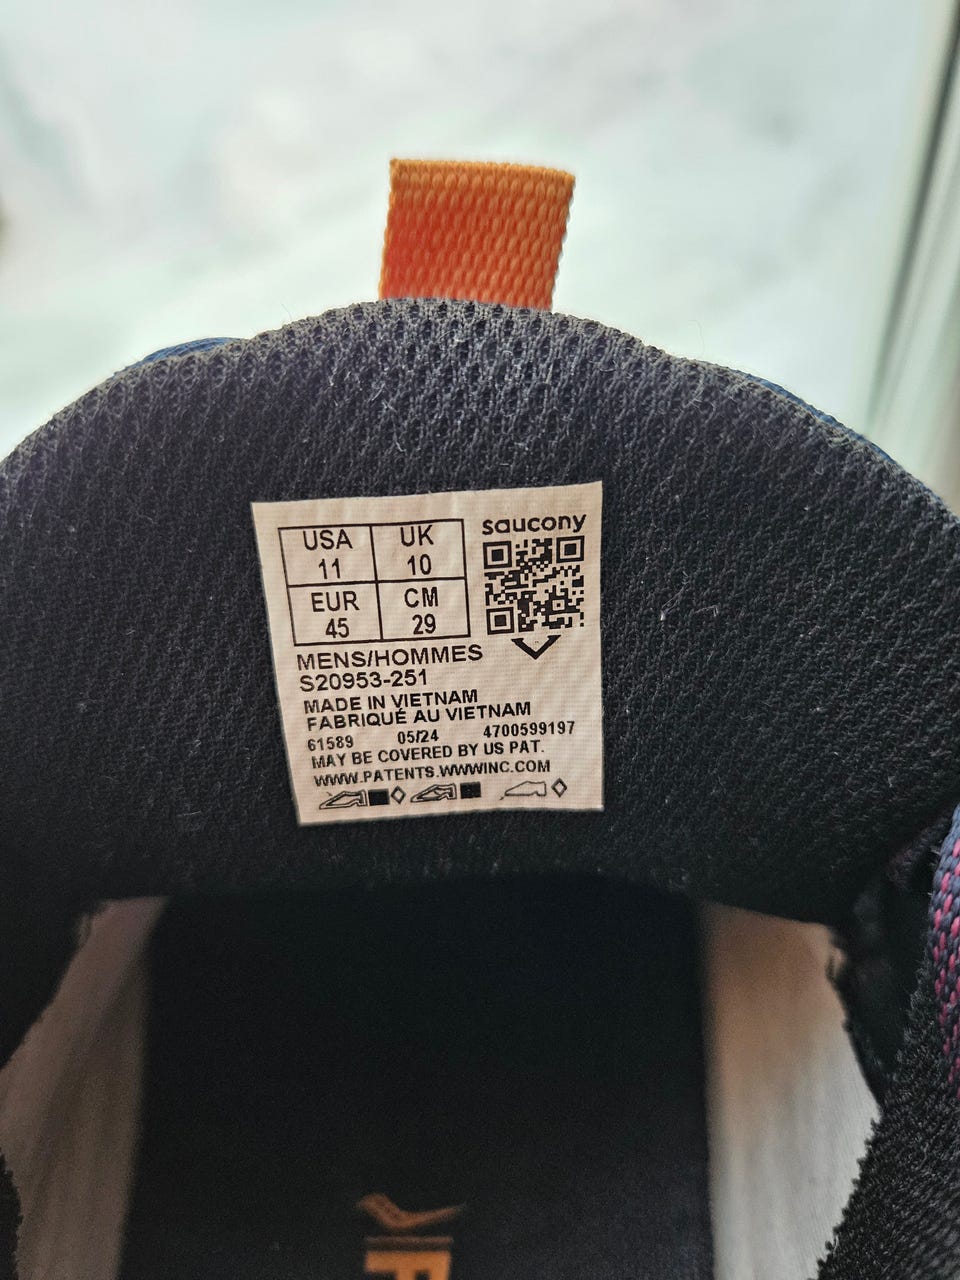 USA UK
11 10
EUR CM
45 29
saucony
MENS/HOMMES
S20953-251
MADE IN VIETNAM
FABRIQUÉ AU VIETNAM
61589 05/24 4700599197
MAY BE COVERED BY US PAT.
WWW.PATENTS.WWWINC.COM